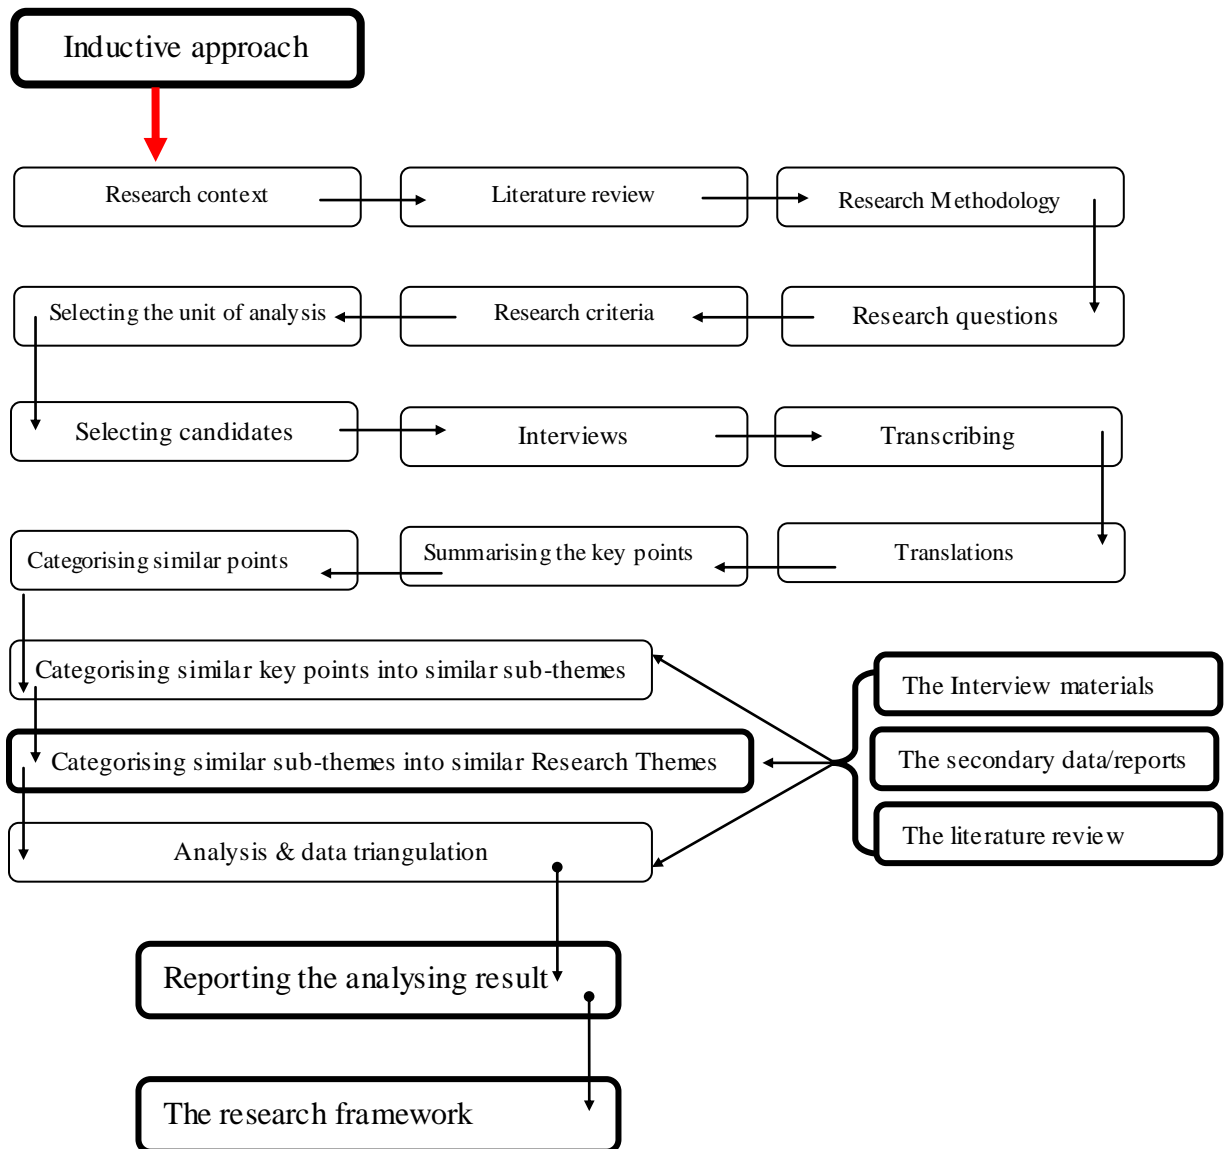 Inductive approach
Research context
Literature review
Research Methodology
Selecting the unit of analysis
Research criteria
Research questions
Selecting candidates
Interviews
Transcribing
Categorising similar points
Summarising the key points
Translations
Categorising similar key points into similar sub-themes
The Interview materials
Categorising similar sub-themes into similar Research Themes
The secondary data/reports
The literature review
Analysis & data triangulation
Reporting the analysing result
The research framework